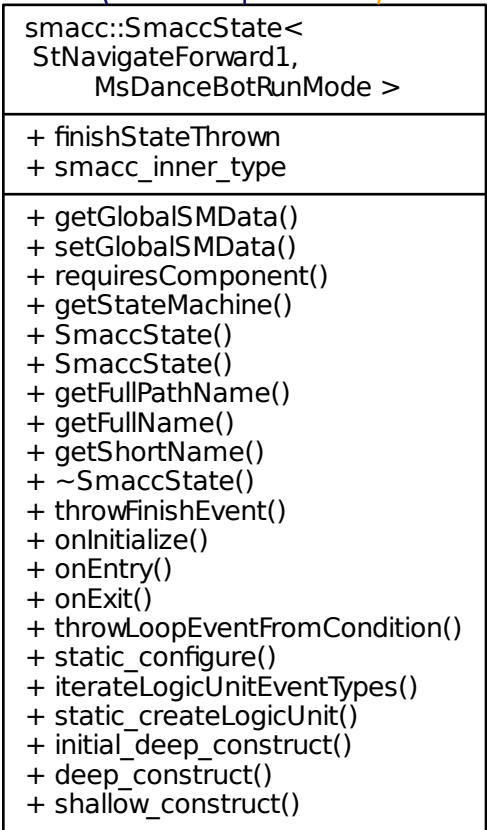 smacc::SmaccState<
StNavigateForward1,
MsDanceBotRunMode >
+ finishStateThrown
+ smacc_inner_type
+ getGlobalSMData()
+ setGlobalSMData()
+ requiresComponent()
+ getStateMachine()
+ SmaccState()
+ SmaccState()
+ getFullPathName()
+ getFullName()
+ getShortName()
+ ~SmaccState()
+ throwFinishEvent()
+ onInitialize()
+ onEntry()
+ onExit()
+ throwLoopEventFromCondition()
+ static_configure()
+ iterateLogicUnitEventTypes()
+ static_createLogicUnit()
+ initial_deep_construct()
+ deep_construct()
+ shallow_construct()